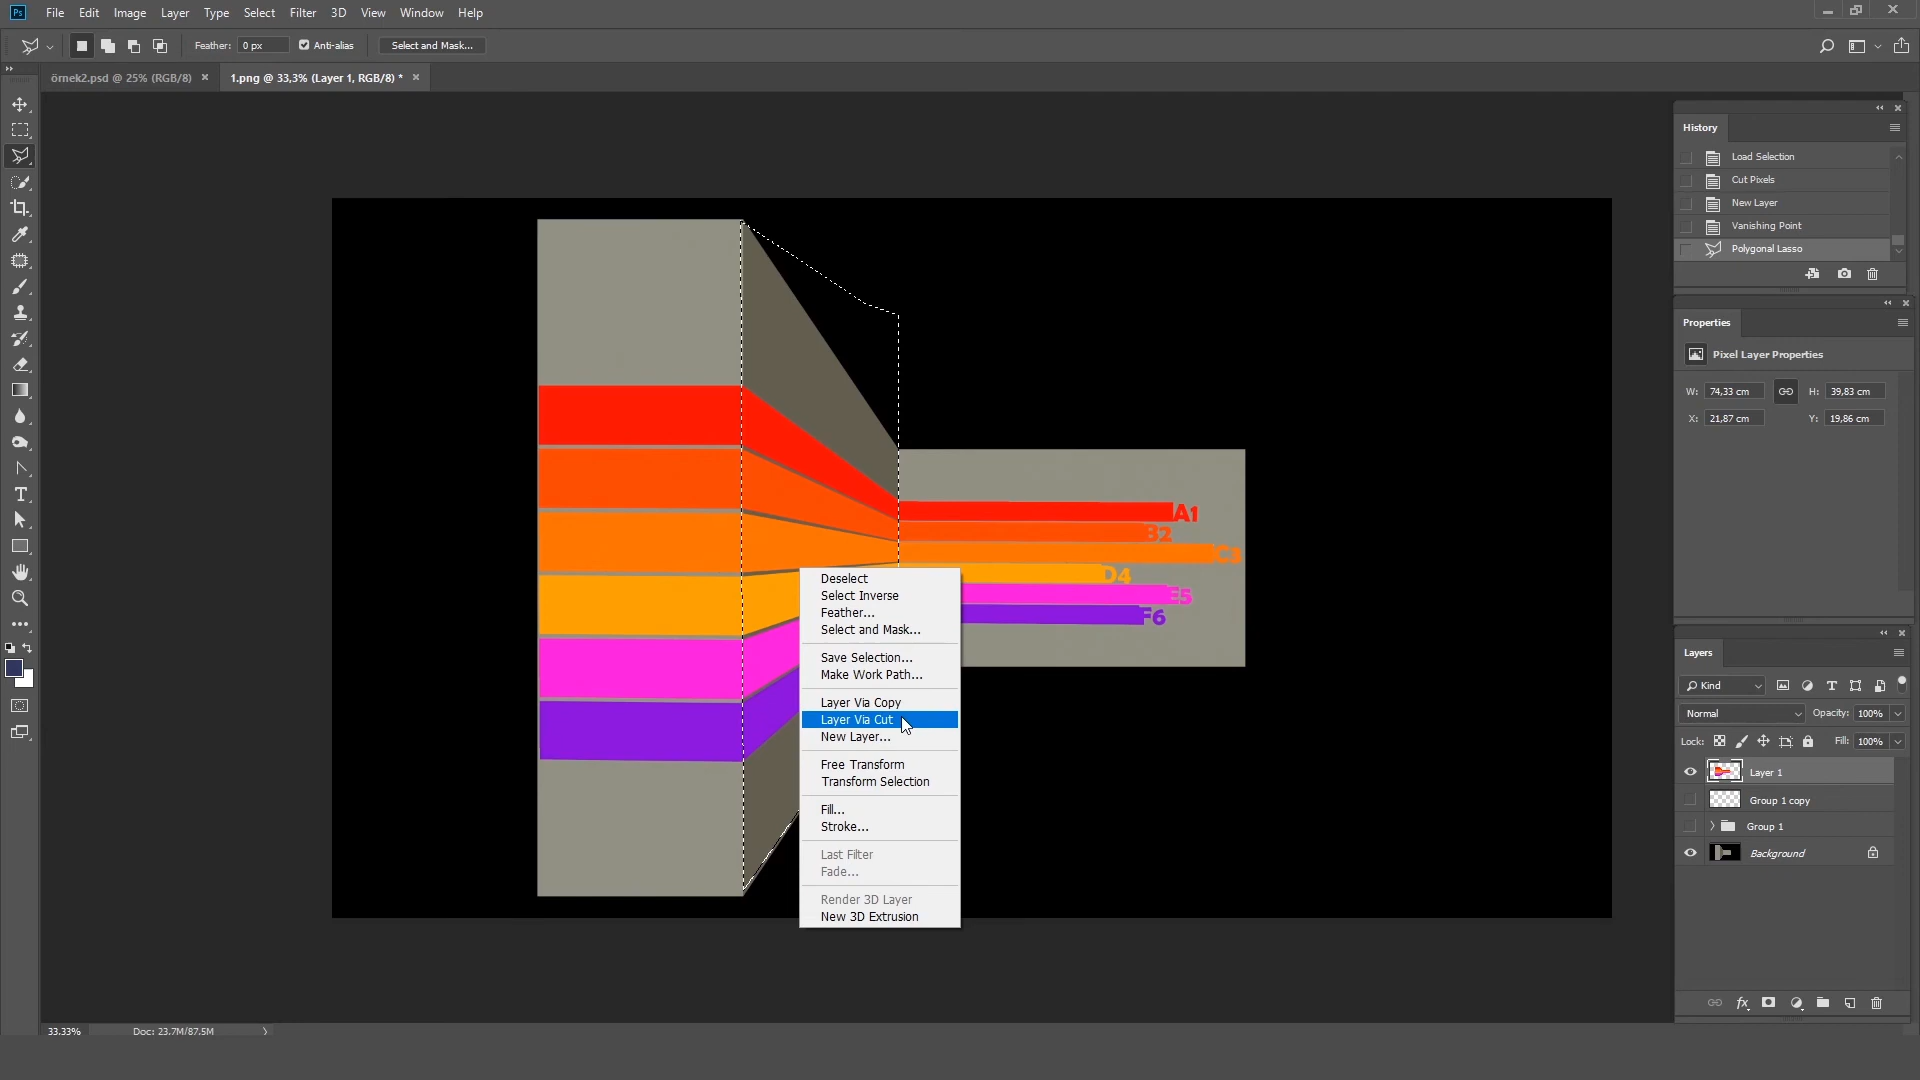 Ps File Edit Image Layer Type Select Filter 3D View Window Help
Feather: 0 px Anti-alias Select and Mask...
örnek2.psd @ 25% (RGB/8) × 1.png @ 33,3% (Layer 1, RGB/8) * ×
History
Load Selection
Cut Pixels
New Layer
Vanishing Point
Polygonal Lasso
Properties
Pixel Layer Properties
W: 74,33 cm H: 39,83 cm
X: 21,87 cm Y: 19,86 cm
A1
B2
C3
D4
E5
F6
Deselect
Select Inverse
Feather...
Select and Mask...
Save Selection...
Make Work Path...
Layer Via Copy
Layer Via Cut
New Layer...
Free Transform
Transform Selection
Fill...
Stroke...
Last Filter
Fade...
Render 3D Layer
New 3D Extrusion
Layers
Kind
Normal Opacity: 100%
Lock: Fill: 100%
Layer 1
Group 1 copy
Group 1
Background
33,33% Doc: 23,7M/87,5M